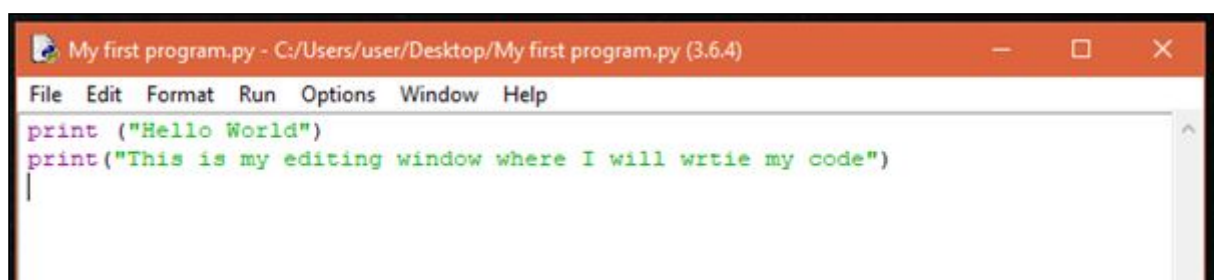 My first program.py - C:/Users/user/Desktop/My first program.py (3.6.4)
File Edit Format Run Options Window Help
print ("Hello World")
print("This is my editing window where I will wrtie my code")